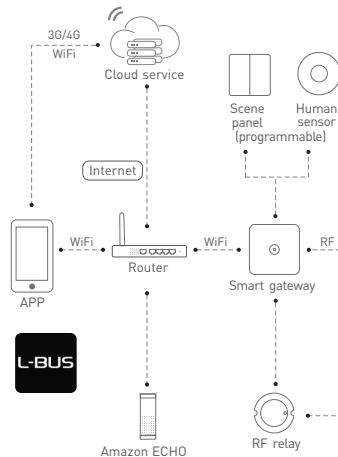 3G/4G
WiFi
Cloud service
Scene
panel
Human
sensor
(programmable)
Internet
WiFi
WiFi
RF
Router
Smart gateway
APP
L-BUS
Amazon ECHO
RF relay